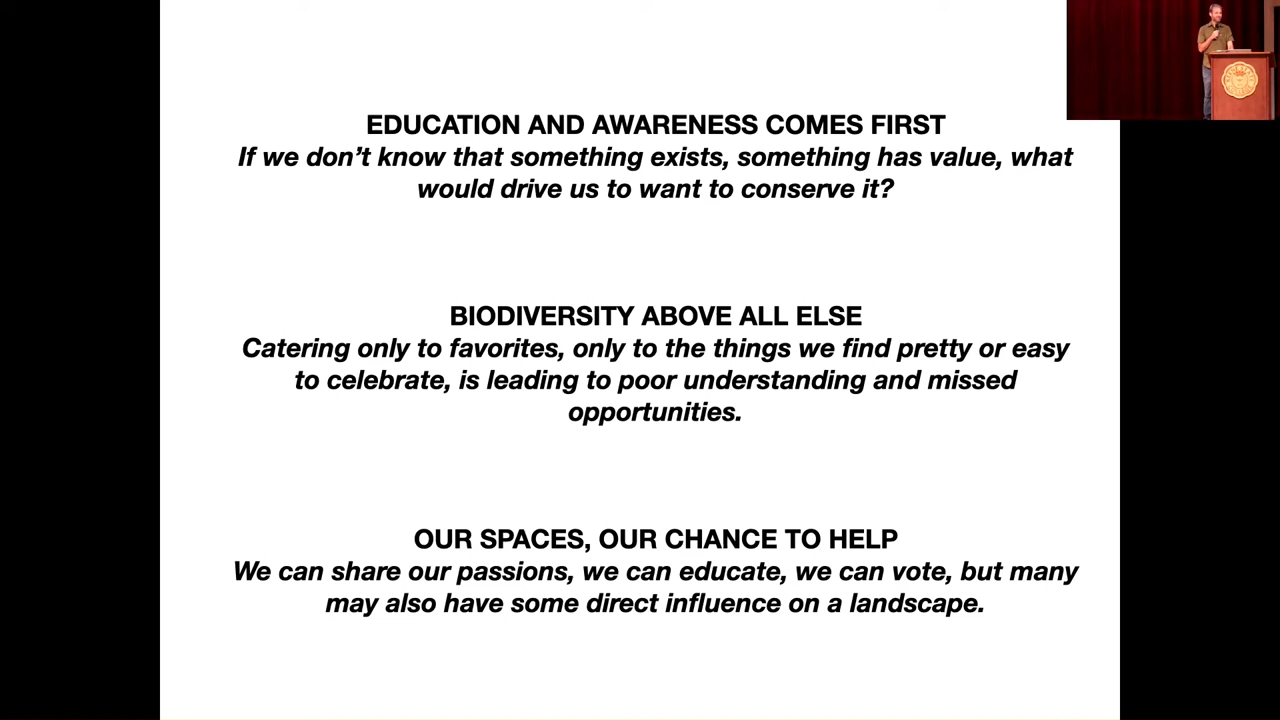 EDUCATION AND AWARENESS COMES FIRST
If we don’t know that something exists, something has value, what
would drive us to want to conserve it?
BIODIVERSITY ABOVE ALL ELSE
Catering only to favorites, only to the things we find pretty or easy
to celebrate, is leading to poor understanding and missed
opportunities.
OUR SPACES, OUR CHANCE TO HELP
We can share our passions, we can educate, we can vote, but many
may also have some direct influence on a landscape.